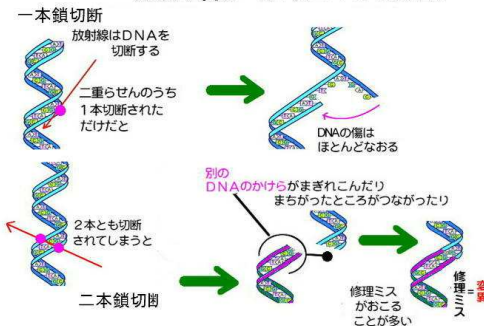 一本鎖切断
放射線はDNAを
切断する
二重らせんのうち
1本切断された
だけだと
DNAの傷は
ほとんどなおる
2本とも切断
されてしまうと
二本鎖切断
別の
DNAのかけらがまぎれこんだり
まちがったところがつながったり
修理ミス
がおこる
ことが多い
修理ミス
=
変異